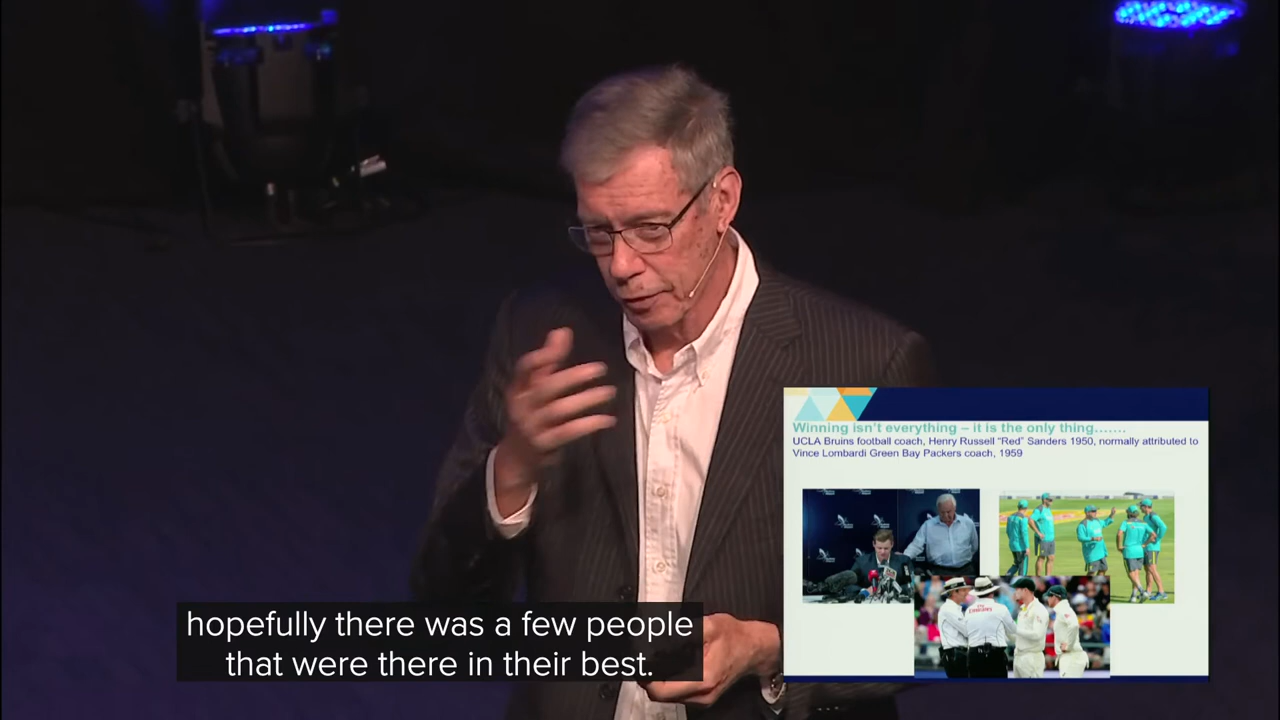 Winning isn't everything – it is the only thing…….
UCLA Bruins football coach, Henry Russell "Red" Sanders 1950, normally attributed to
Vince Lombardi Green Bay Packers coach, 1959
hopefully there was a few people
that were there in their best.